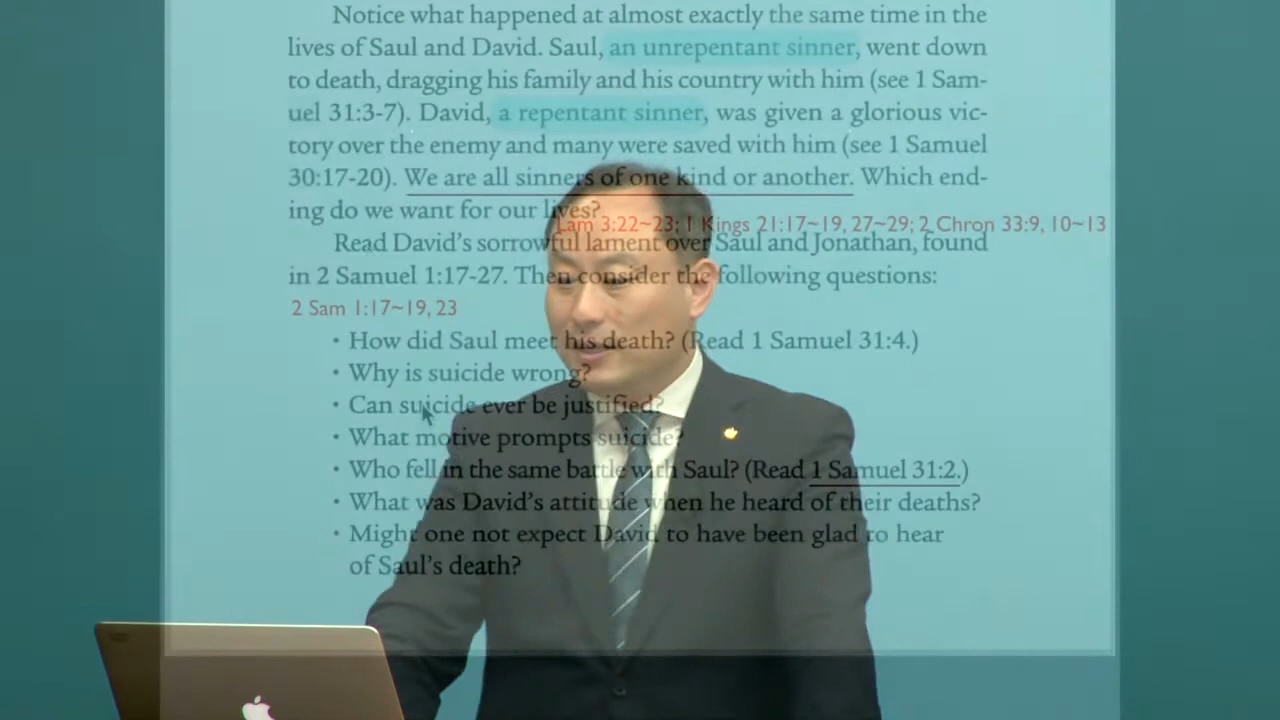 Notice what happened at almost exactly the same time in the
lives of Saul and David. Saul, an unrepentant sinner, went down
to death, dragging his family and his country with him (see 1 Sam-
uel 31:3-7). David, a repentant sinner, was given a glorious vic-
tory over the enemy and many were saved with him (see 1 Samuel
30:17-20). We are all sinners of one kind or another. Which end-
ing do we want for our lives?
Lam 3:22~23; 1 Kings 21:17~19, 27~29; 2 Chron 33:9, 10~13
Read David's sorrowful lament over Saul and Jonathan, found
in 2 Samuel 1:17-27. Then consider the following questions:
2 Sam 1:17~19, 23
• How did Saul meet his death? (Read 1 Samuel 31:4.)
• Why is suicide wrong?
• Can suicide ever be justified?
• What motive prompts suicide?
• Who fell in the same battle with Saul? (Read 1 Samuel 31:2.)
• What was David's attitude when he heard of their deaths?
• Might one not expect David to have been glad to hear
of Saul's death?